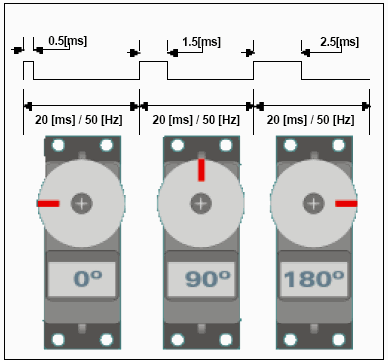 0.5[ms] 1.5[ms] 2.5[ms]
20 [ms] / 50 [Hz] 20 [ms] / 50 [Hz] 20 [ms] / 50 [Hz]
0º 90º 180º